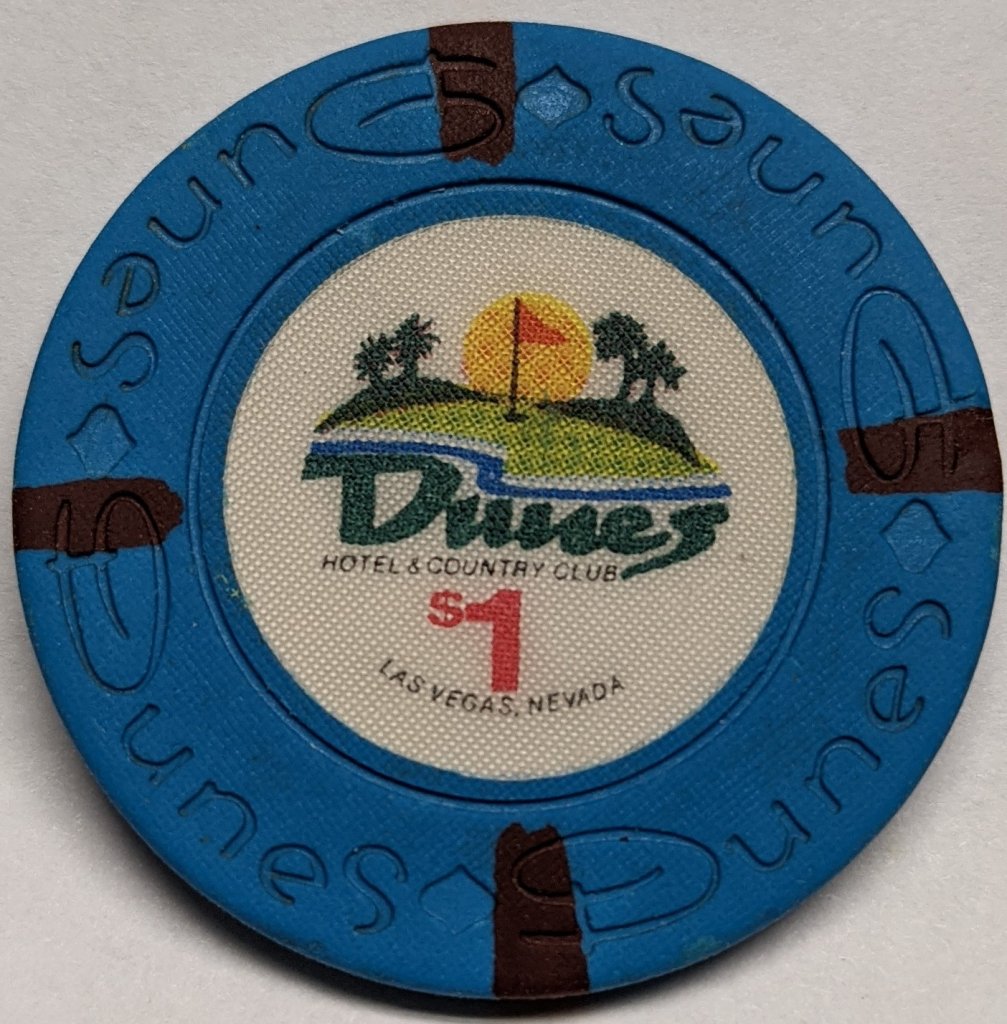 Dunes
HOTEL & COUNTRY CLUB
$1
LAS VEGAS, NEVADA
Dunes
Dunes
Dunes
Dunes